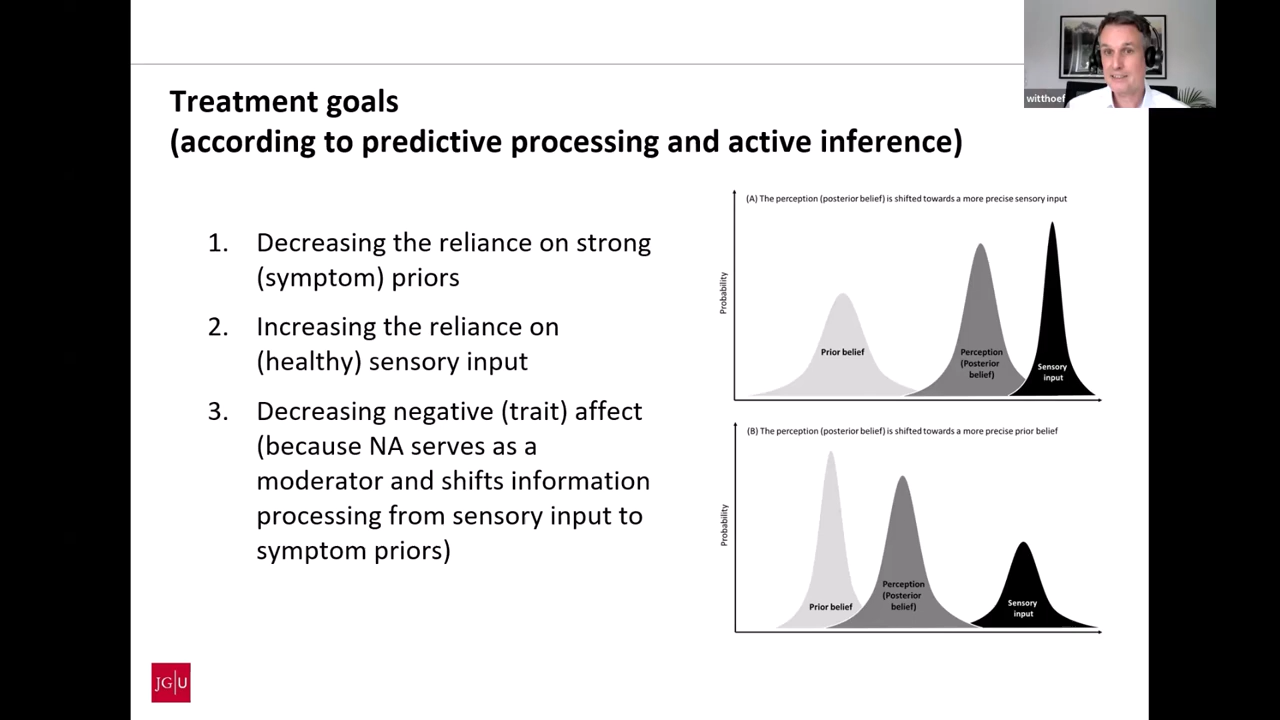 witthoef
Treatment goals
(according to predictive processing and active inference)
1. Decreasing the reliance on strong
(symptom) priors
2. Increasing the reliance on
(healthy) sensory input
3. Decreasing negative (trait) affect
(because NA serves as a
moderator and shifts information
processing from sensory input to
symptom priors)
(A) The perception (posterior belief) is shifted towards a more precise sensory input
Probability
Prior belief
Perception
(Posterior
belief)
Sensory
input
(B) The perception (posterior belief) is shifted towards a more precise prior belief
Probability
Prior belief
Perception
(Posterior
belief)
Sensory
input
JG|U